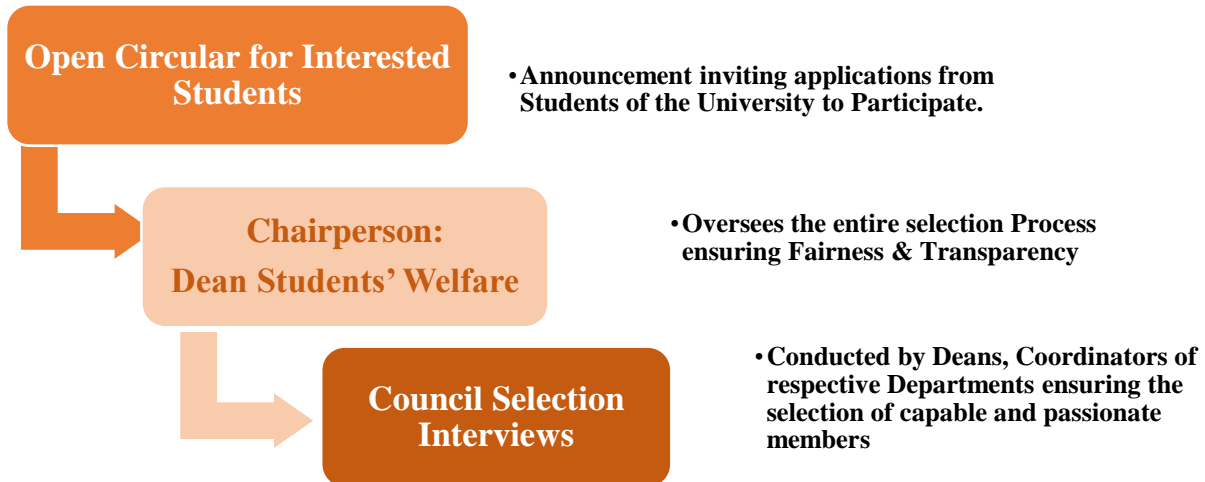 Open Circular for Interested
Students
•Announcement inviting applications from
Students of the University to Participate.
Chairperson:
Dean Students’ Welfare
•Oversees the entire selection Process
ensuring Fairness & Transparency
Council Selection
Interviews
•Conducted by Deans, Coordinators of
respective Departments ensuring the
selection of capable and passionate
members